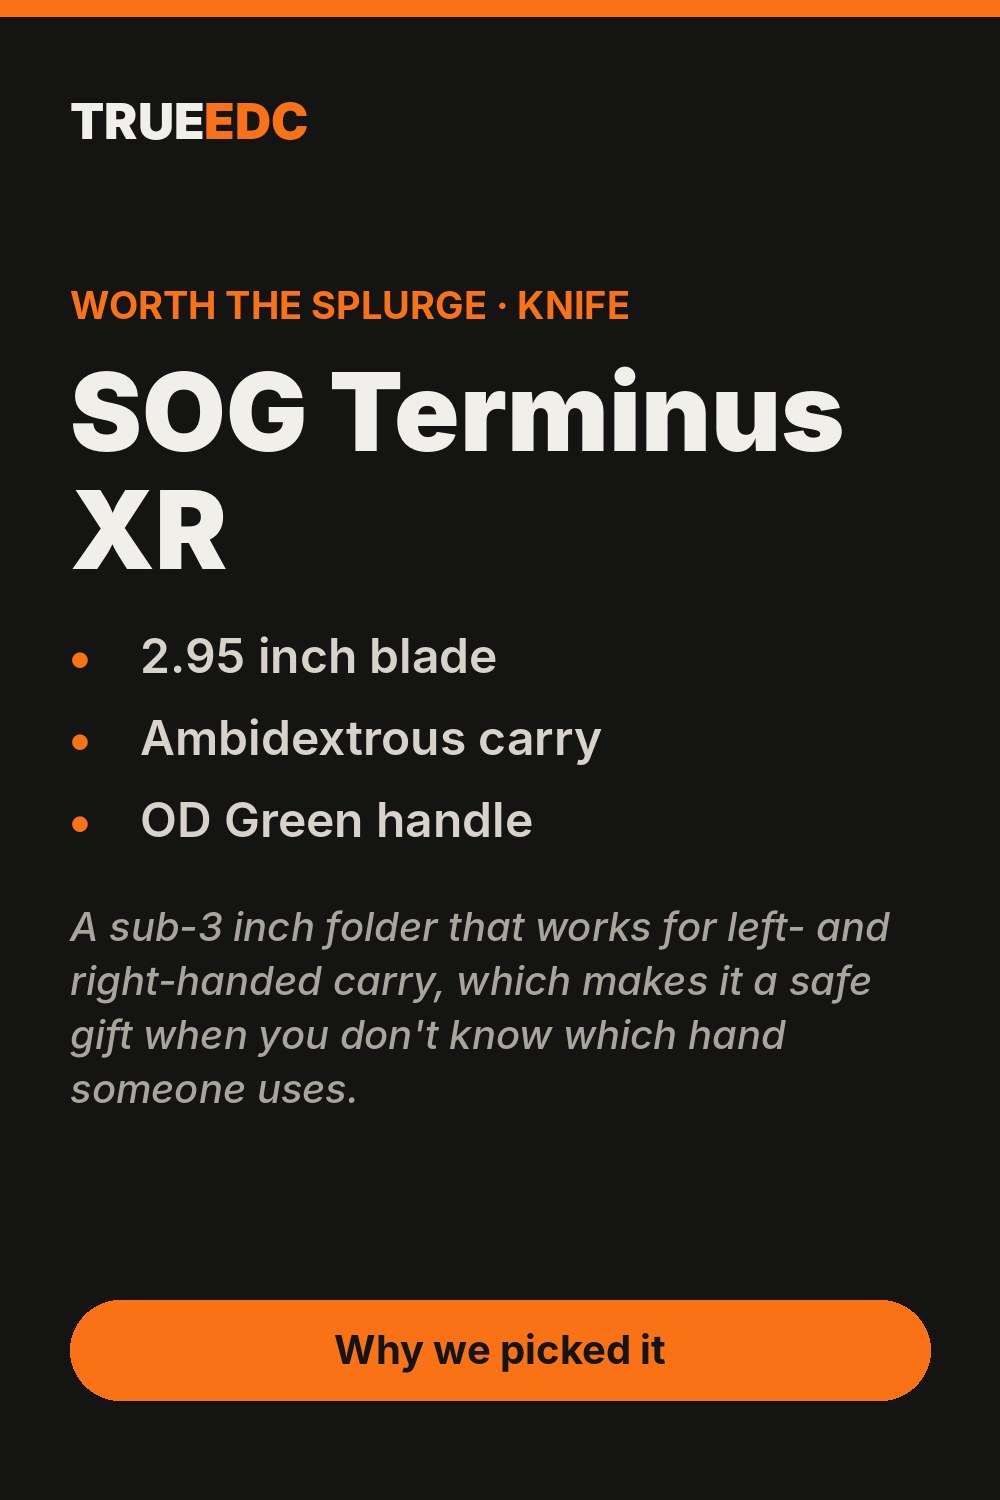 TRUEEDC
WORTH THE SPLURGE · KNIFE
SOG Terminus
XR
• 2.95 inch blade
• Ambidextrous carry
• OD Green handle
A sub-3 inch folder that works for left- and
right-handed carry, which makes it a safe
gift when you don't know which hand
someone uses.
Why we picked it